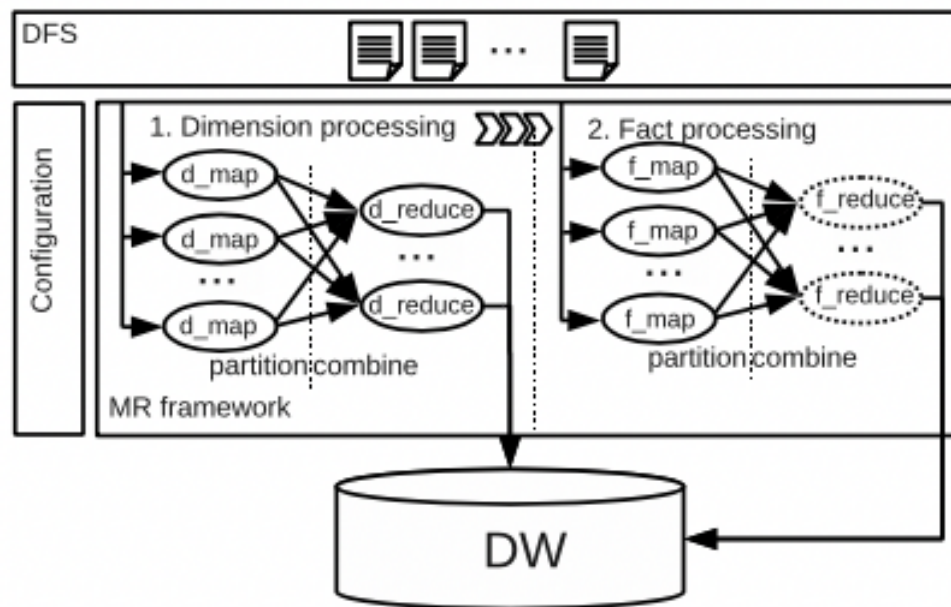 DFS
...
Configuration
1. Dimension processing
2. Fact processing
d_map
d_map
...
d_map
d_reduce
...
d_reduce
partition combine
f_map
f_map
...
f_map
f_reduce
...
f_reduce
partition combine
MR framework
DW